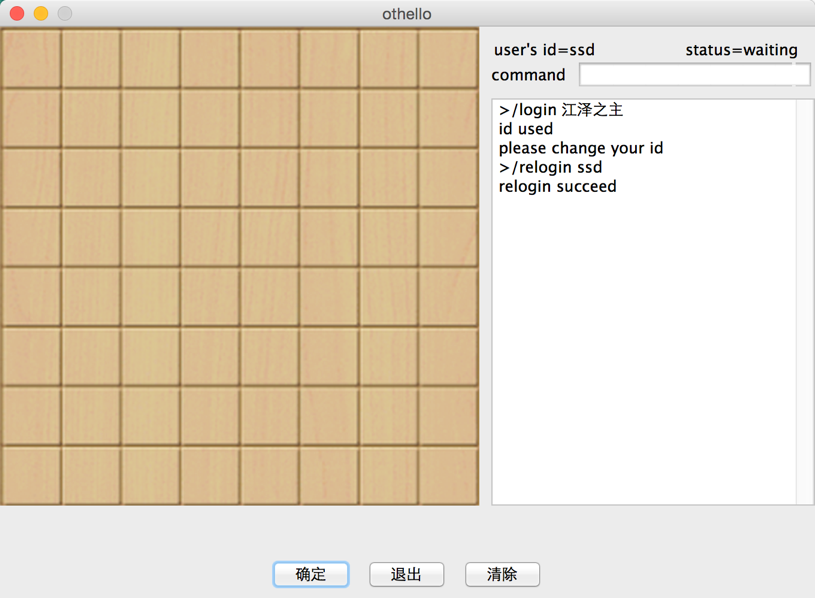 othello
user's id=ssd
status=waiting
command
>/login 江泽之主
id used
please change your id
>/relogin ssd
relogin succeed
确定
退出
清除